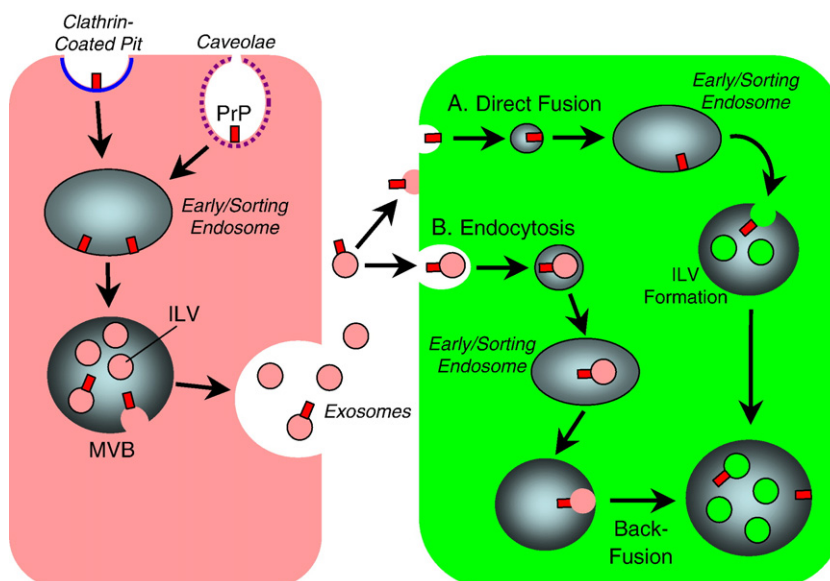 Clathrin-
Coated Pit
Caveolae
PrP
Early/Sorting
Endosome
ILV
MVB
Exosomes
A. Direct Fusion
Early/Sorting
Endosome
B. Endocytosis
ILV
Formation
Early/Sorting
Endosome
Back-
Fusion